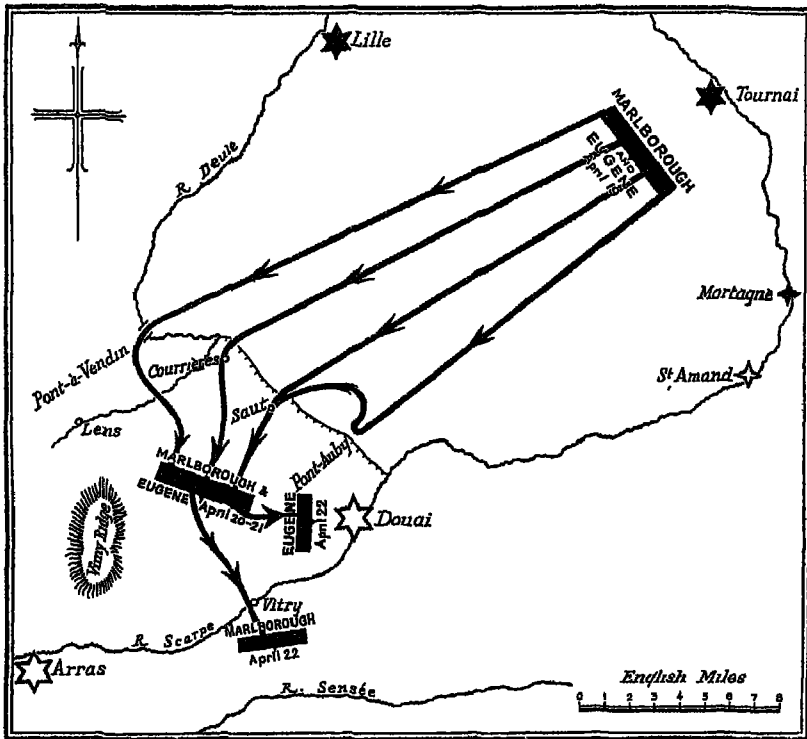 Lille
Tournai
R. Deule
MARLBOROUGH
AND
EUGENE
April
Mortagne
St Amand
Pont-à-Vendin
Courrières
Saut
Lens
Pont-Auby
MARLBOROUGH &
EUGENE April 20-21
EUGENE
April 22
Douai
Vimy Ridge
Vitry
MARLBOROUGH
April 22
R. Scarpe
Arras
R. Sensée
English Miles
0 1 2 3 4 5 6 7 8